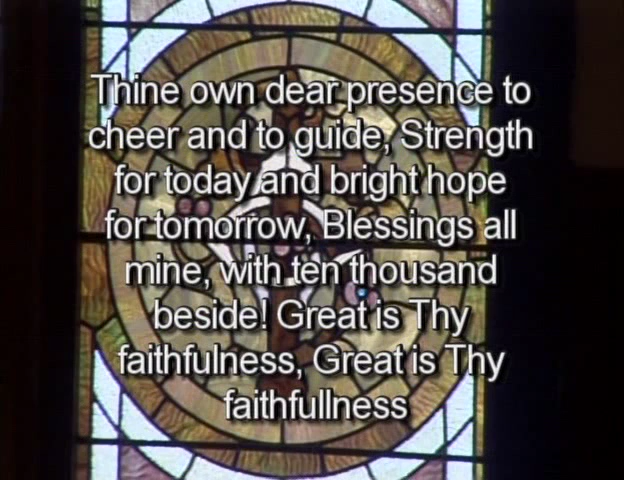 Thine own dear presence to
cheer and to guide, Strength
for today and bright hope
for tomorrow, Blessings all
mine, with ten thousand
beside! Great is Thy
faithfulness, Great is Thy
faithfullness